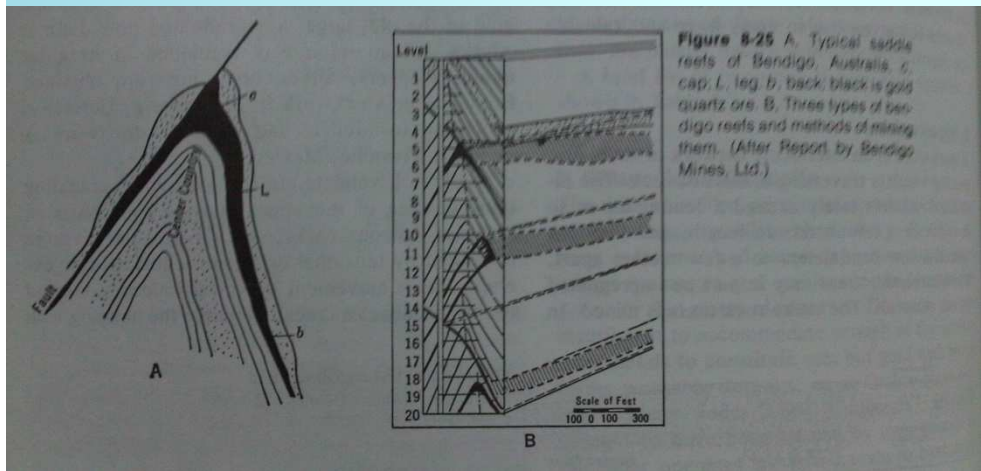 Figure 8-25 A, Typical saddle
reefs of Bendigo, Australia, c,
cap; L, leg, b, back; black is gold
quartz ore. B, Three types of ben-
digo reefs and methods of mining
them. (After Report by Bendigo
Mines, Ltd.)
c
L
b
Center Country
Fault
A
Level
1
2
3
4
5
6
7
8
9
10
11
12
13
14
15
16
17
18
19
20
Scale of Feet
100 0 100 300
B